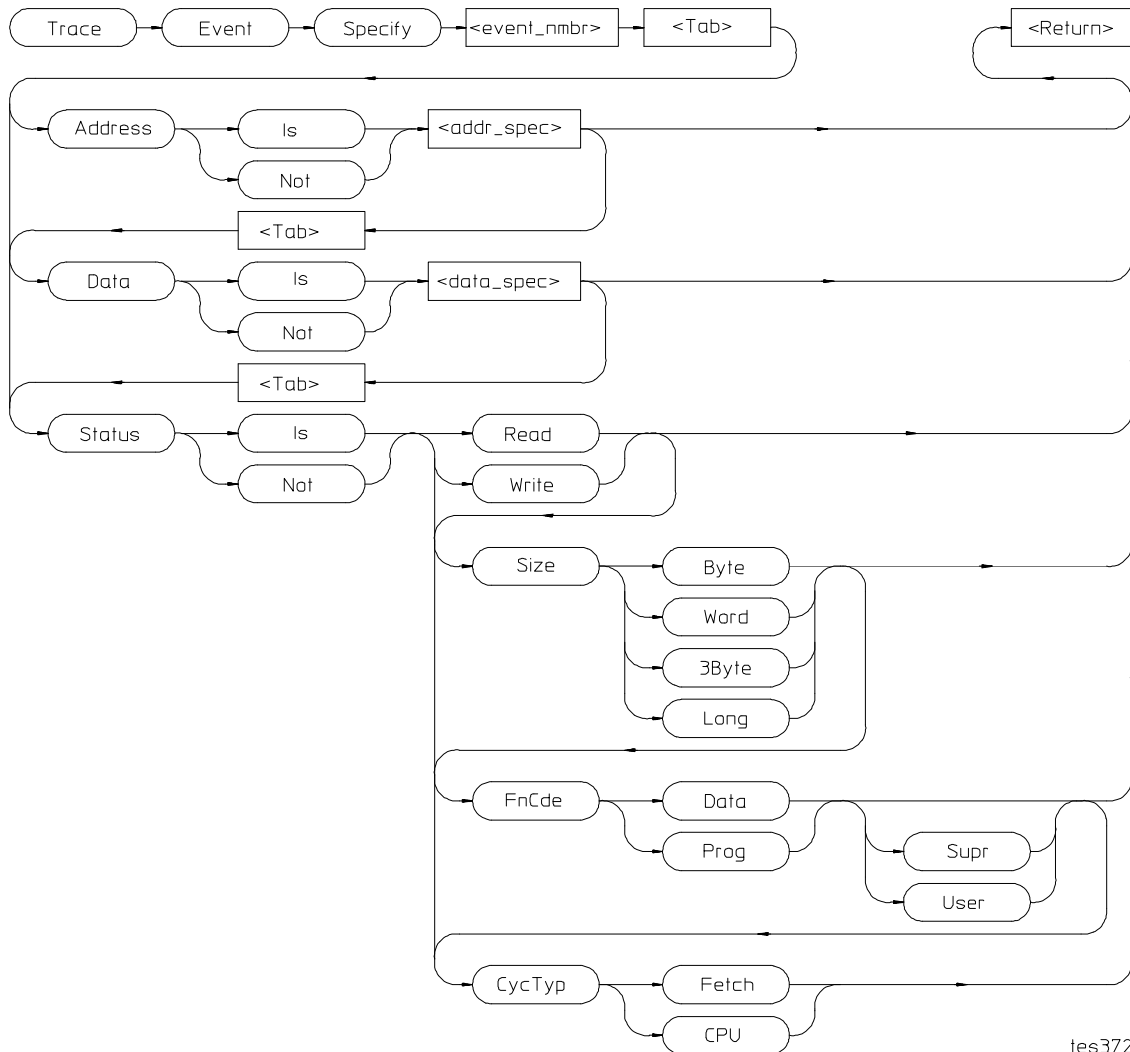 Trace Event Specify <event_nmbr> <Tab> <Return>
Address Is <addr_spec>
Not
<Tab>
Data Is <data_spec>
Not
<Tab>
Status Is Read
Not Write
Size Byte
Word
3Byte
Long
FnCde Data
Prog Supr
User
CycTyp Fetch
CPU
tes372